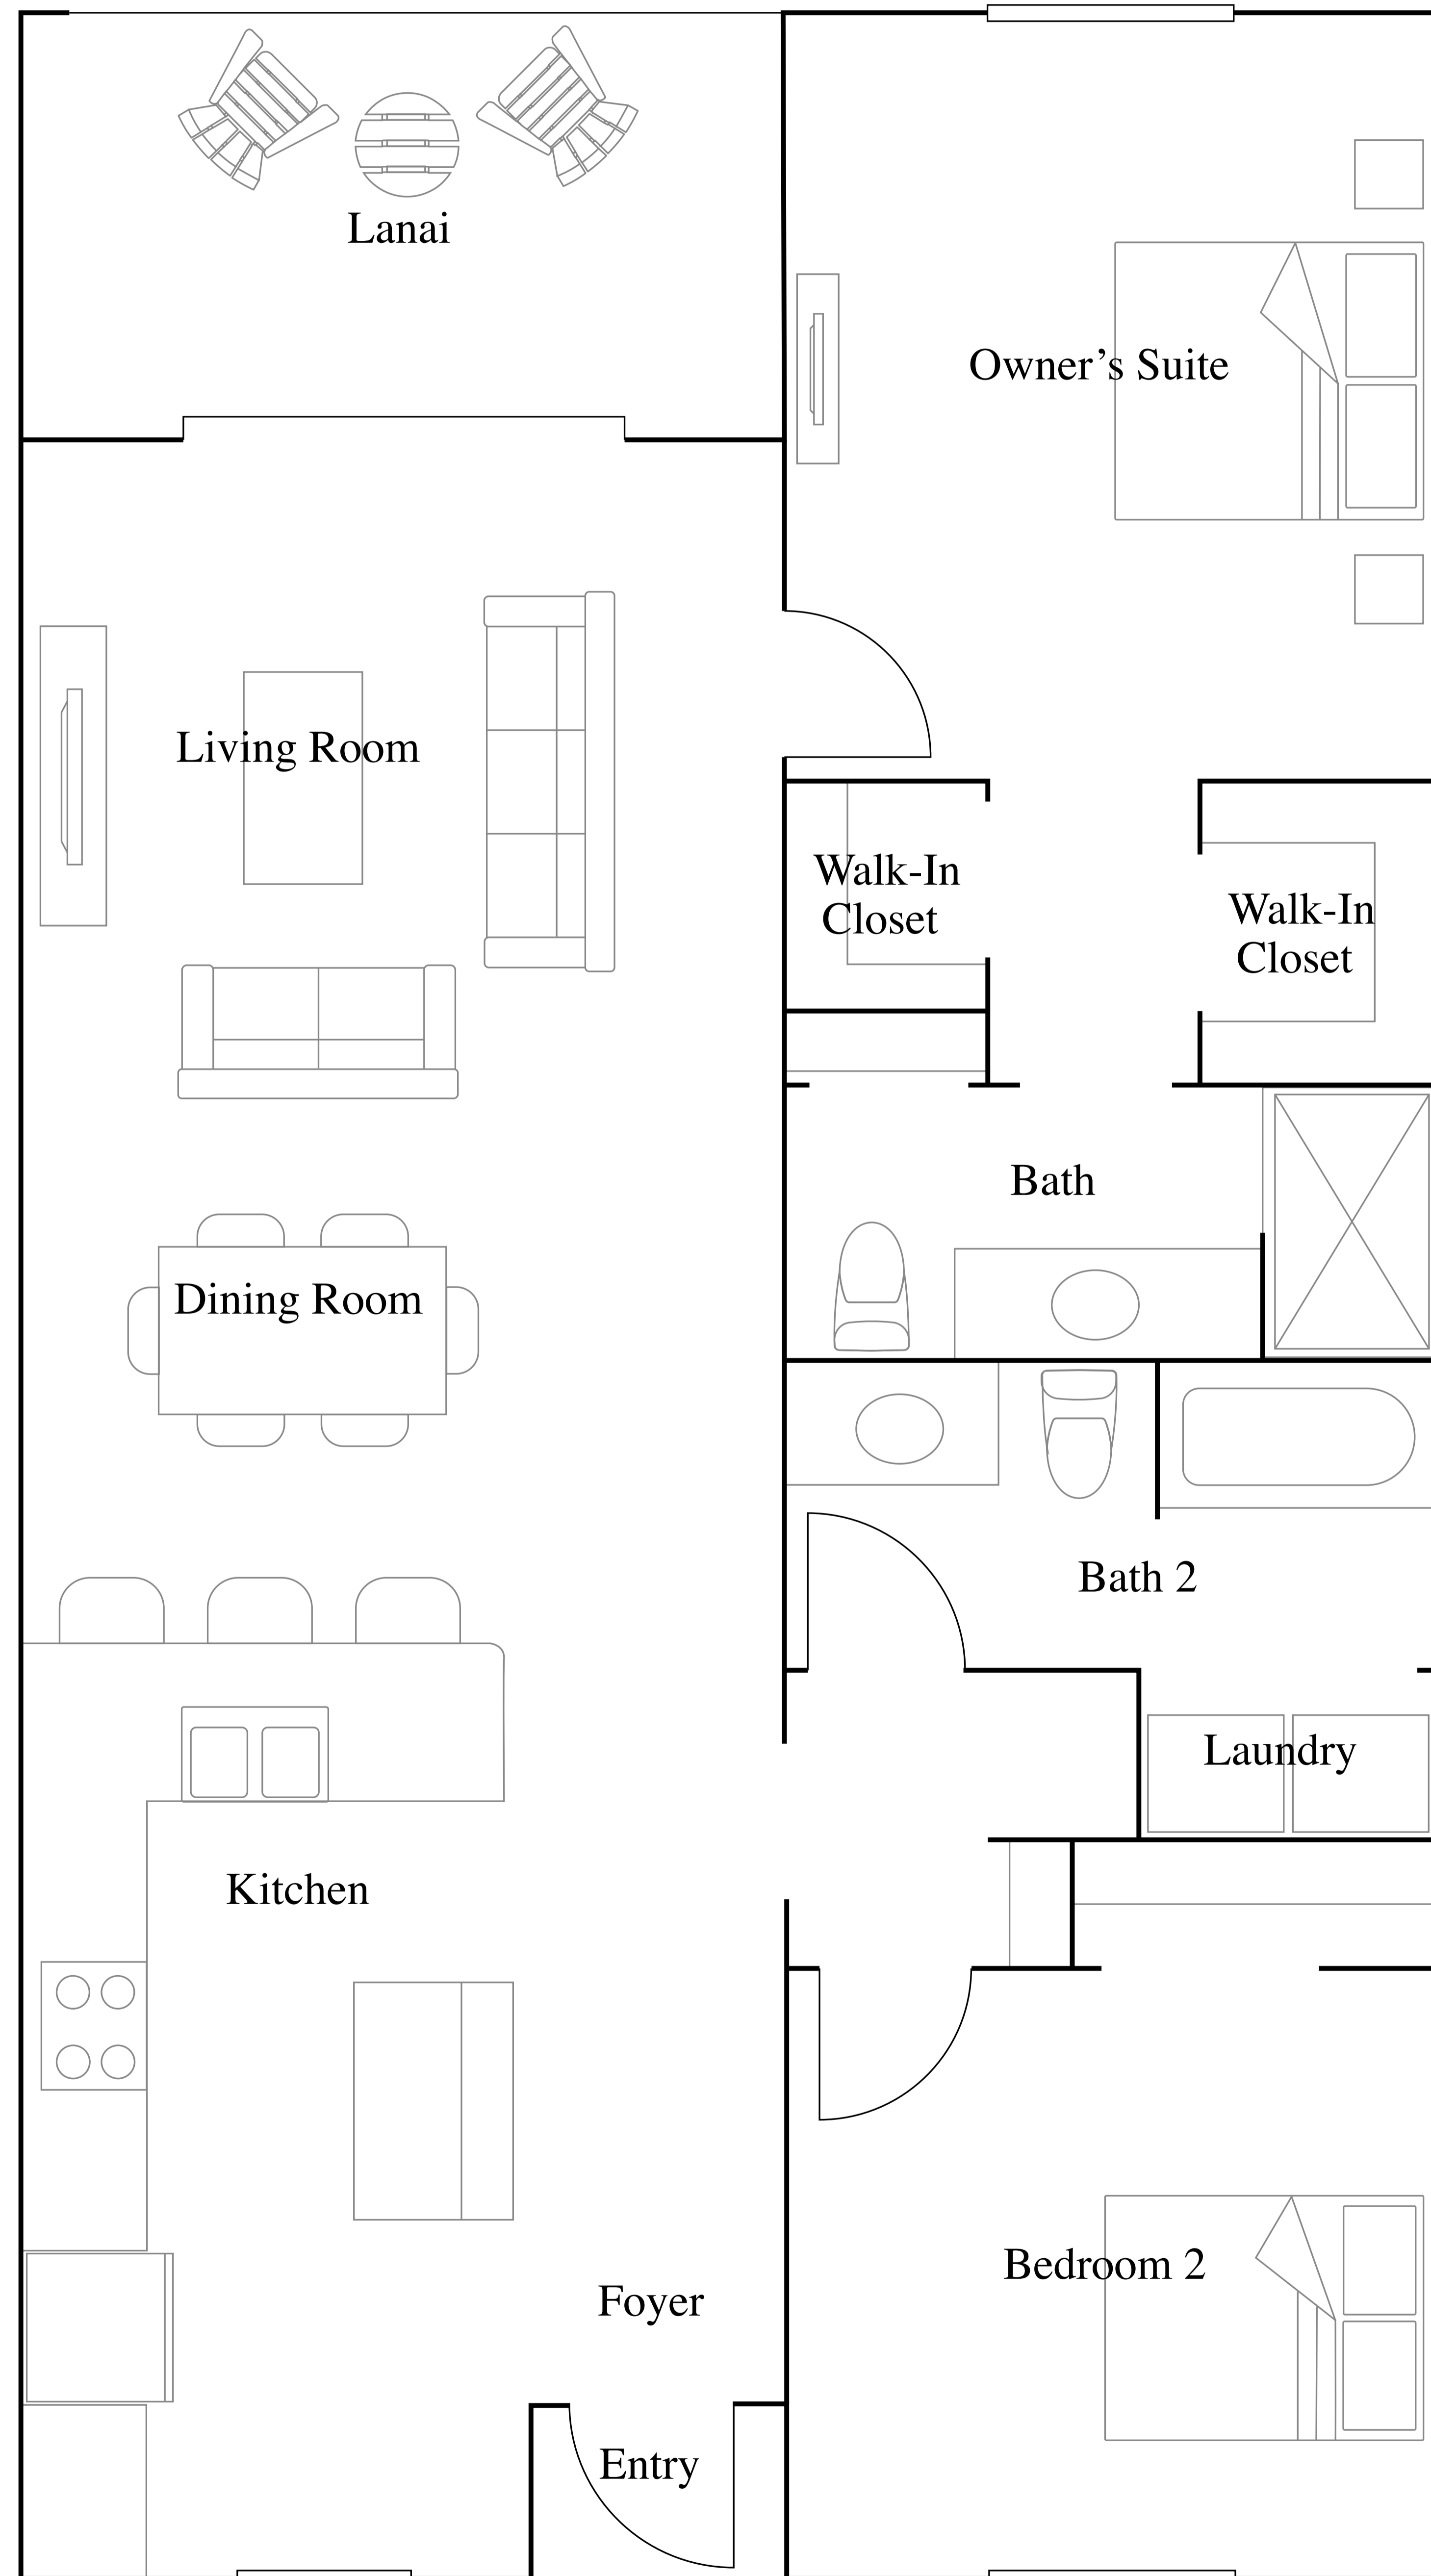 Lanai
Owner's Suite
Living Room
Walk-In
Closet
Walk-In
Closet
Bath
Dining Room
Bath 2
Laundry
Kitchen
Bedroom 2
Foyer
Entry